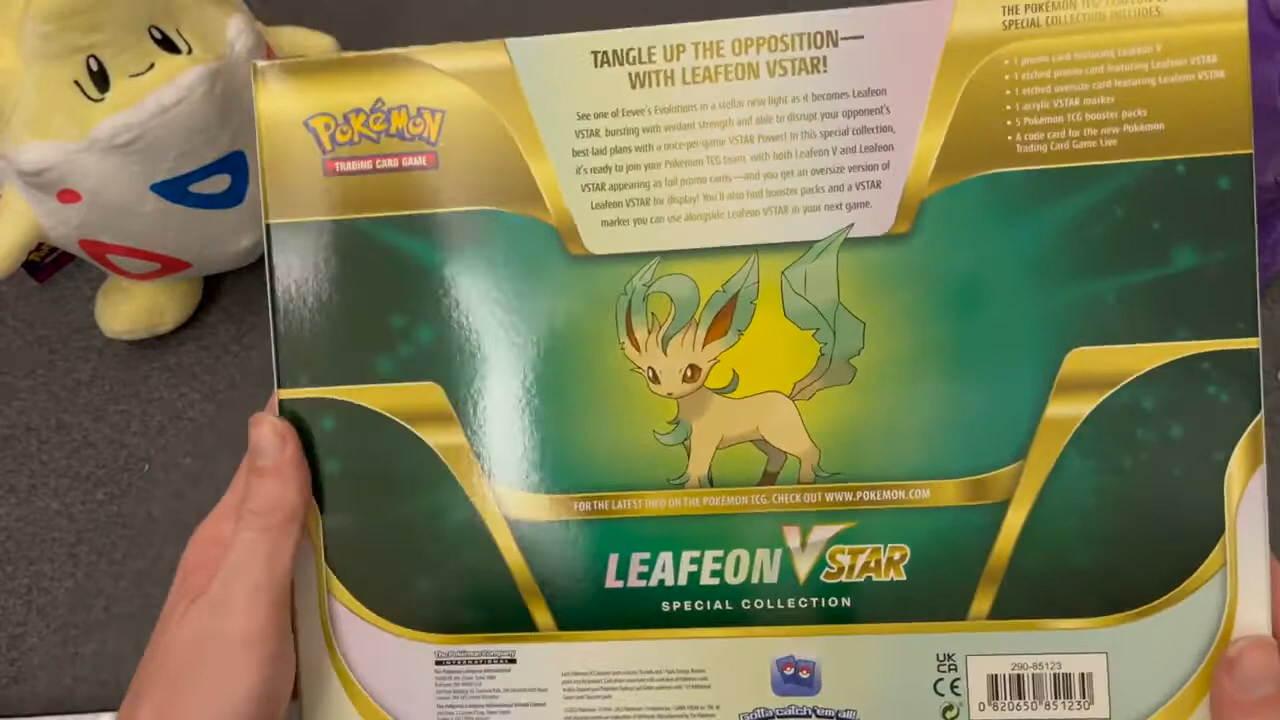 POKÉMON
TRADING CARD GAME
TANGLE UP THE OPPOSITION—
WITH LEAFEON VSTAR!
See one of Eevee's Evolutions in a stellar new light as it becomes Leafeon
VSTAR, bursting with verdant strength and able to disrupt your opponent's
best-laid plans with a once-per-game VSTAR Power! In this special collection,
it's ready to join your Pokémon TCG team, with both Leafeon V and Leafeon
VSTAR appearing as foil promo cards—and you get an oversize version of
Leafeon VSTAR for display! You'll also find booster packs and a VSTAR
marker you can use alongside Leafeon VSTAR in your next game.
THE POKÉMON TCG: LEAFEON
SPECIAL COLLECTION INCLUDES:
• 1 promo card featuring Leafeon V
• 1 etched promo card featuring Leafeon VSTAR
• 1 etched oversize card featuring Leafeon VSTAR
• 1 acrylic VSTAR marker
• 5 Pokémon TCG booster packs
• A code card for the new Pokémon
Trading Card Game Live
FOR THE LATEST INFO ON THE POKÉMON TCG, CHECK OUT WWW.POKEMON.COM
LEAFEON VSTAR
SPECIAL COLLECTION
The Pokémon Company
INTERNATIONAL
Gotta catch 'em all!
UK
CA
CE
290-85123
0 820650 851230